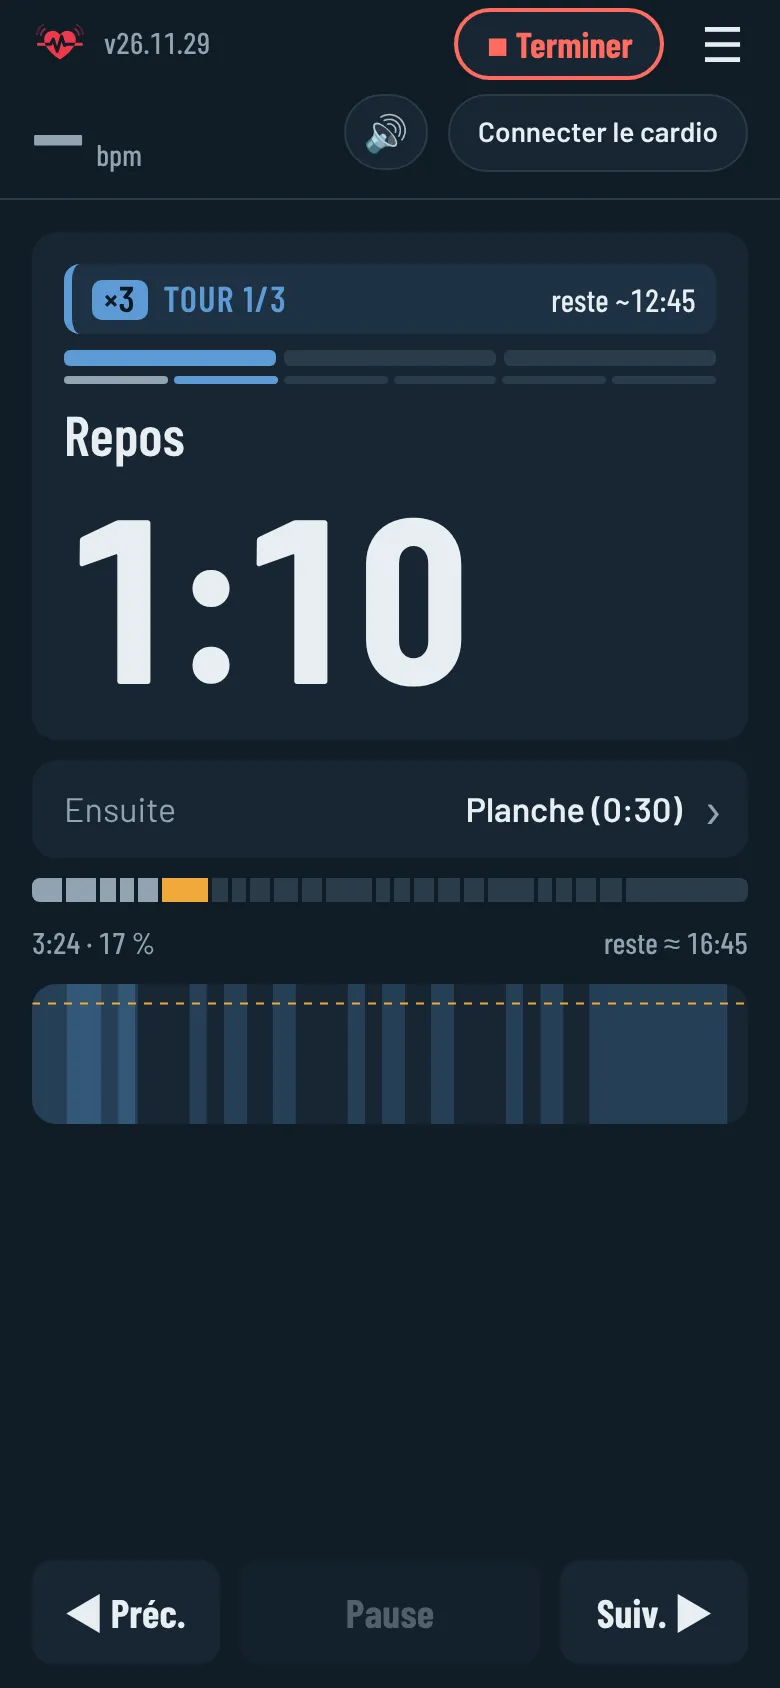 v26.11.29
■ Terminer
— bpm
Connecter le cardio
×3 TOUR 1/3
reste ~12:45
Repos
1:10
Ensuite
Planche (0:30) ›
3:24 · 17 %
reste ≈ 16:45
◀ Préc.
Pause
Suiv. ▶